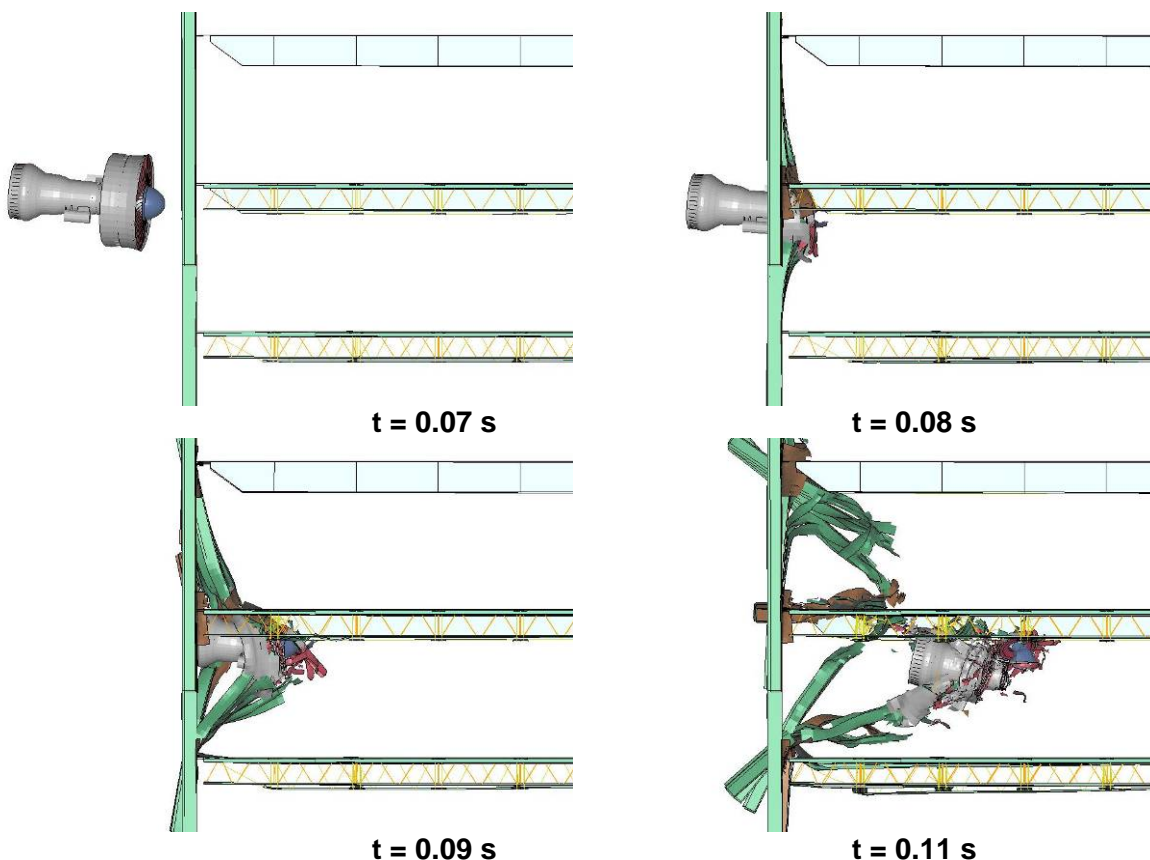 t = 0.07 s
t = 0.08 s
t = 0.09 s
t = 0.11 s